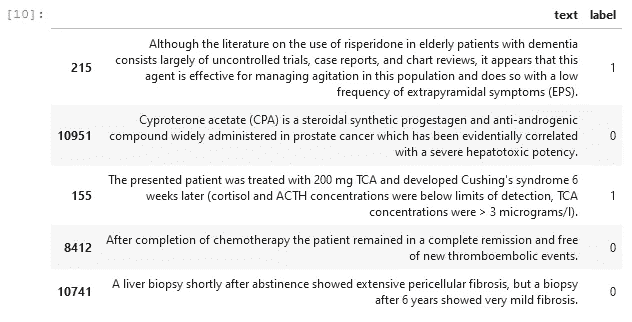 [10]: text label
Although the literature on the use of risperidone in elderly patients with dementia
consists largely of uncontrolled trials, case reports, and chart reviews, it appears that this
215 agent is effective for managing agitation in this population and does so with a low 1
frequency of extrapyramidal symptoms (EPS).
Cyproterone acetate (CPA) is a steroidal synthetic progestagen and anti-androgenic
10951 compound widely administered in prostate cancer which has been evidentially correlated 0
with a severe hepatotoxic potency.
The presented patient was treated with 200 mg TCA and developed Cushing's syndrome 6
155 weeks later (cortisol and ACTH concentrations were below limits of detection, TCA 1
concentrations were > 3 micrograms/l).
8412 After completion of chemotherapy the patient remained in a complete remission and free 0
of new thromboembolic events.
10741 A liver biopsy shortly after abstinence showed extensive pericellular fibrosis, but a biopsy 0
after 6 years showed very mild fibrosis.